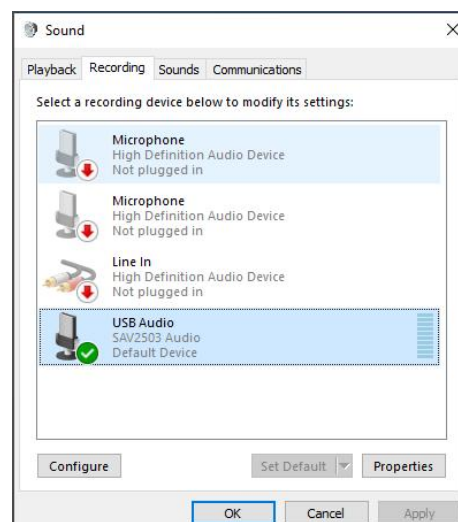 Sound
Playback Recording Sounds Communications
Select a recording device below to modify its settings:
Microphone
High Definition Audio Device
Not plugged in
Microphone
High Definition Audio Device
Not plugged in
Line In
High Definition Audio Device
Not plugged in
USB Audio
SAV2503 Audio
Default Device
Configure Set Default Properties
OK Cancel Apply